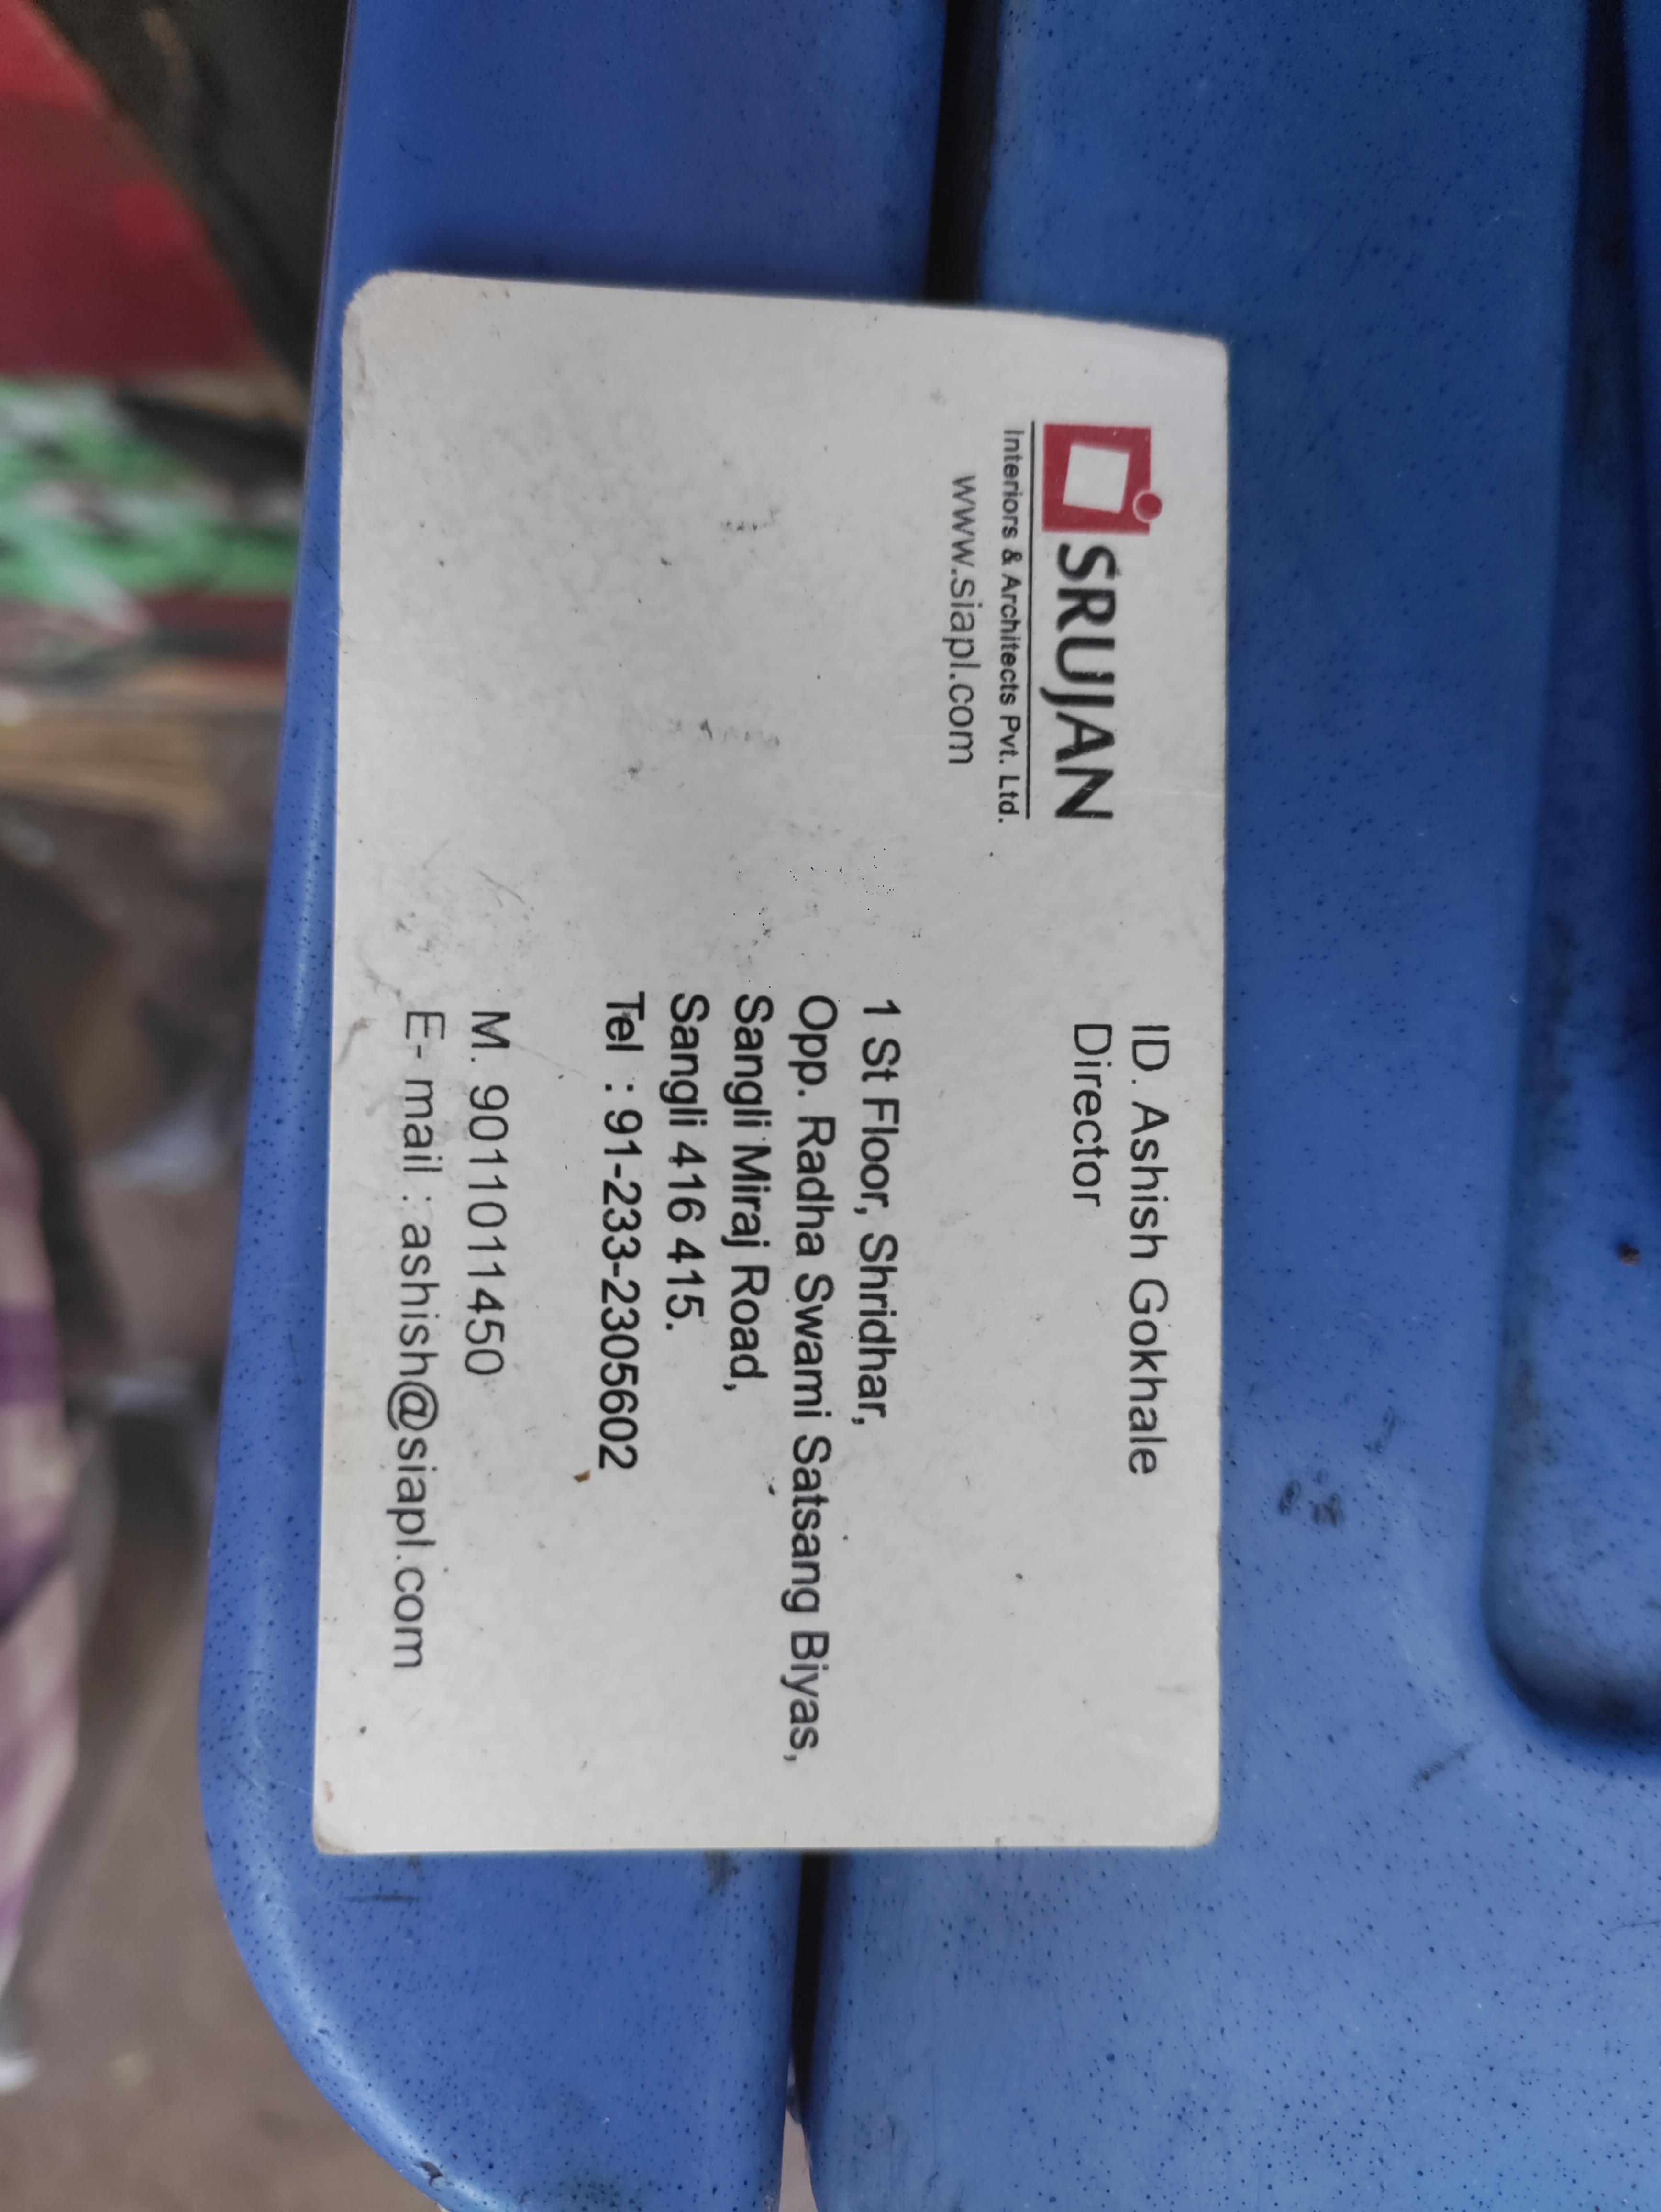 SRUJAN
Interiors & Architects Pvt. Ltd.
www.siapl.com
ID. Ashish Gokhale
Director
1 St Floor, Shridhar,
Opp. Radha Swami Satsang Biyas,
Sangli Miraj Road,
Sangli 416 415.
Tel : 91-233-2305602
M. 9011011450
E- mail : ashish@siapl.com